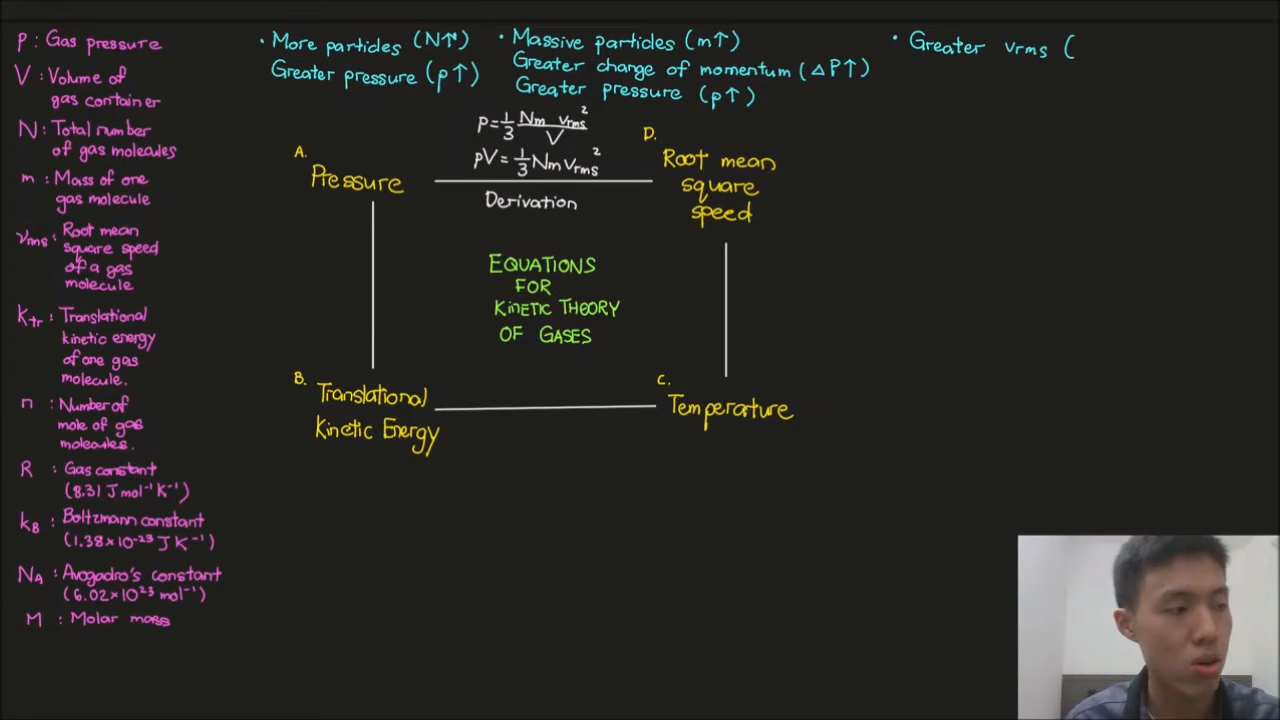 p : Gas pressure
V : Volume of
gas container
N : Total number
of gas molecules
m : Mass of one
gas molecule
vrms : Root mean
square speed
of a gas
molecule
Ktr : Translational
kinetic energy
of one gas
molecule.
n : Number of
mole of gas
molecules.
R : Gas constant
(8.31 J mol⁻¹ K⁻¹)
kB : Boltzmann constant
(1.38×10⁻²³ J K⁻¹)
NA : Avogadro's constant
(6.02×10²³ mol⁻¹)
M : Molar mass
• More particles (N↑)
Greater pressure (p↑)
• Massive particles (m↑)
Greater change of momentum (ΔP↑)
Greater pressure (p↑)
• Greater vrms (
A.
Pressure
P = 1/3 Nm vrms²/V
pV = 1/3 Nm vrms²
Derivation
D.
Root mean
square
speed
EQUATIONS
FOR
KINETIC THEORY
OF GASES
B.
Translational
Kinetic Energy
C.
Temperature